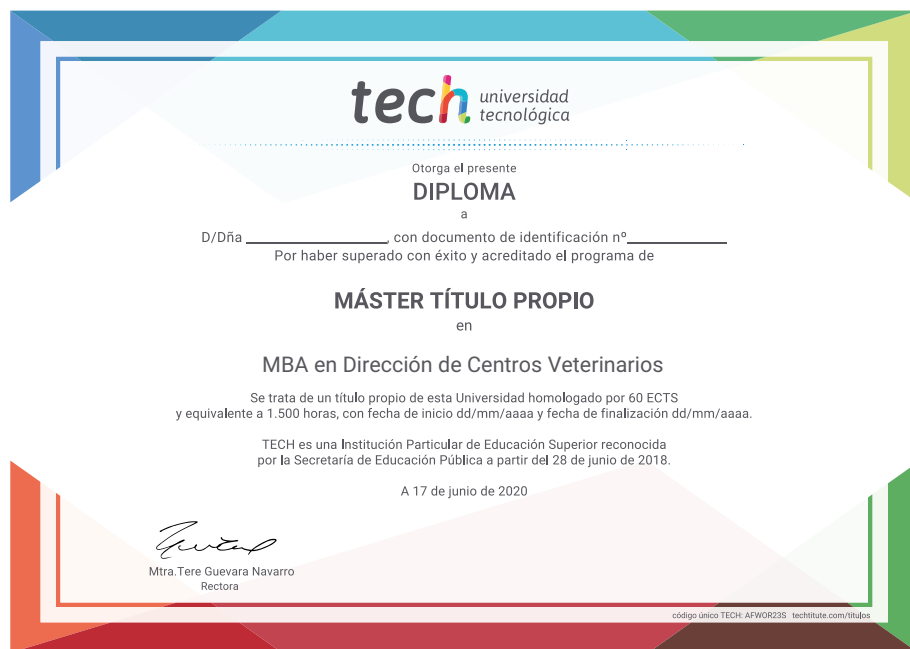 tech universidad
tecnológica
Otorga el presente
DIPLOMA
a
D/Dña ______________, con documento de identificación nº__________
Por haber superado con éxito y acreditado el programa de
MÁSTER TÍTULO PROPIO
en
MBA en Dirección de Centros Veterinarios
Se trata de un título propio de esta Universidad homologado por 60 ECTS
y equivalente a 1.500 horas, con fecha de inicio dd/mm/aaaa y fecha de finalización dd/mm/aaaa.
TECH es una Institución Particular de Educación Superior reconocida
por la Secretaría de Educación Pública a partir del 28 de junio de 2018.
A 17 de junio de 2020
Mtra.Tere Guevara Navarro
Rectora
código único TECH: AFWOR23S techtitute.com/titulos